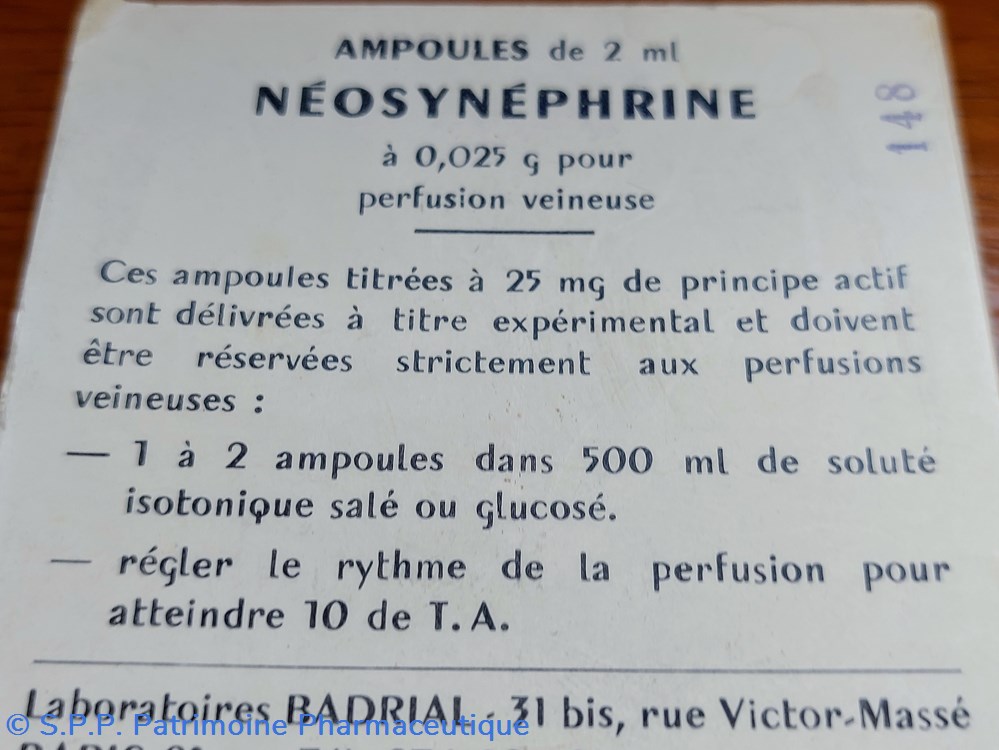 AMPOULES de 2 ml
NÉOSYNÉPHRINE
148
à 0,025 g pour
perfusion veineuse
Ces ampoules titrées à 25 mg de principe actif
sont délivrées à titre expérimental et doivent
être réservées strictement aux perfusions
veineuses :
— 1 à 2 ampoules dans 500 ml de soluté
isotonique salé ou glucosé.
— régler le rythme de la perfusion pour
atteindre 10 de T. A.
Laboratoires BADRIAL - 31 bis, rue Victor-Massé
© S.P.P. Patrimoine Pharmaceutique